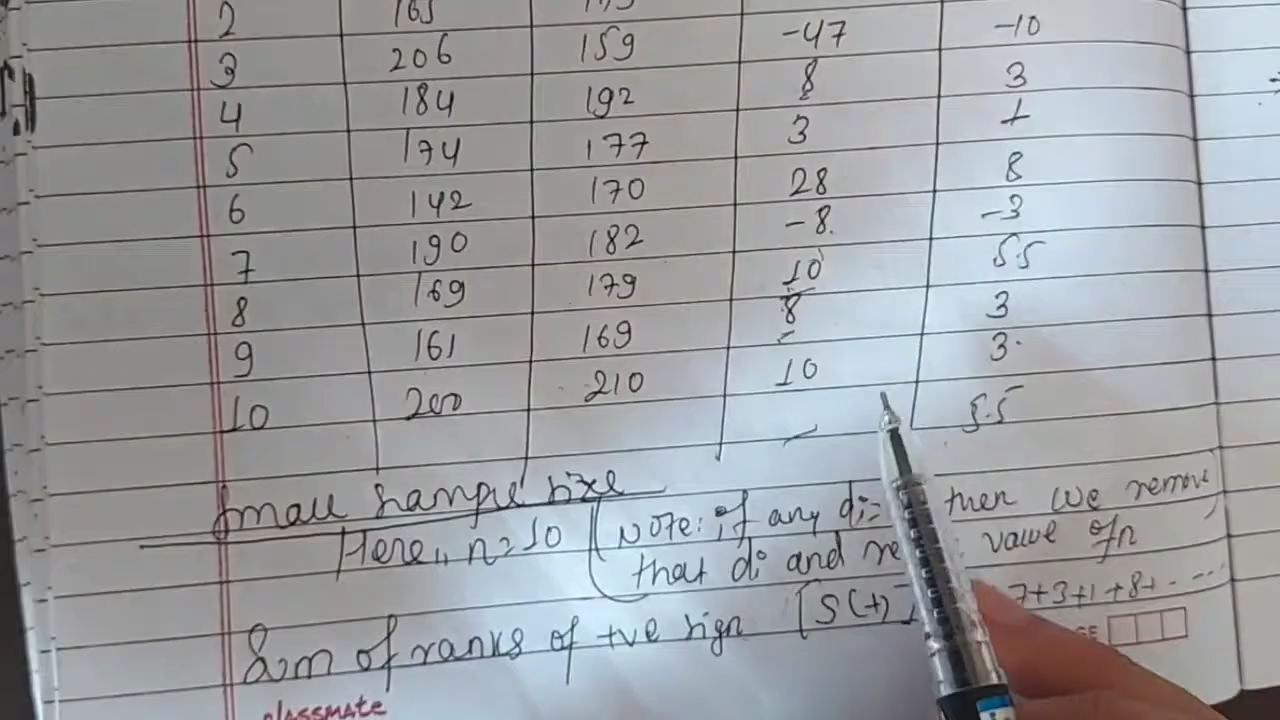 2 165
3 206 159 -47 -10
4 184 192 8 3
5 174 177 3 1
6 142 170 28 8
7 190 182 -8 -3
8 169 179 10 5.5
9 161 169 8 3
10 200 210 10 3
5.5
Small sample size
Here, n=10 (NOTE: if any di= then we remove
that di and value of n)
Sum of ranks of +ve sign [S(+)] 7+3+1+8+.....
classmate